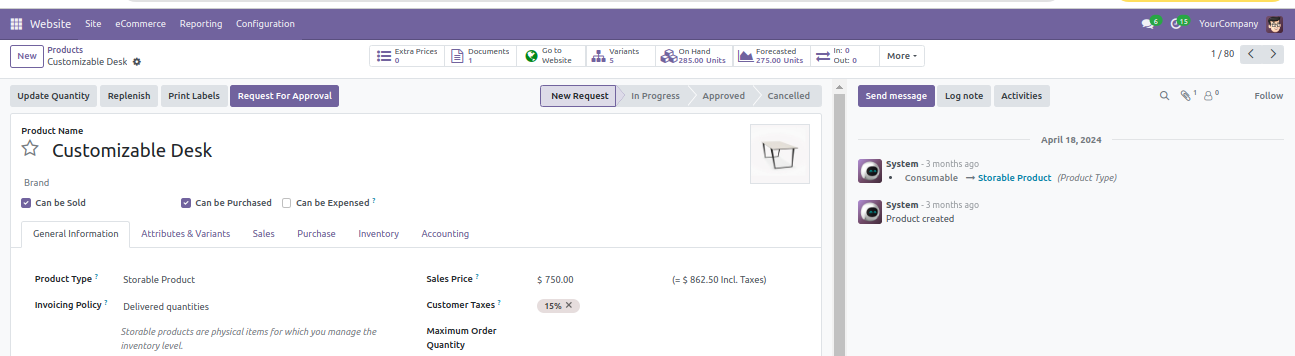 Website Site eCommerce Reporting Configuration 6 15 YourCompany
New Products Customizable Desk
Extra Prices 0 Documents 1 Go to Website Variants 5 On Hand 285.00 Units Forecasted 275.00 Units In: 0 Out: 0 More 1 / 80
Update Quantity Replenish Print Labels Request For Approval New Request In Progress Approved Cancelled
Send message Log note Activities 1 0 Follow
Product Name
Customizable Desk
Brand
Can be Sold Can be Purchased Can be Expensed ?
General Information Attributes & Variants Sales Purchase Inventory Accounting
Product Type ? Storable Product
Invoicing Policy ? Delivered quantities
Storable products are physical items for which you manage the
inventory level.
Sales Price ? $ 750.00 (= $ 862.50 Incl. Taxes)
Customer Taxes ? 15% ×
Maximum Order
Quantity
April 18, 2024
System - 3 months ago
• Consumable → Storable Product (Product Type)
System - 3 months ago
Product created